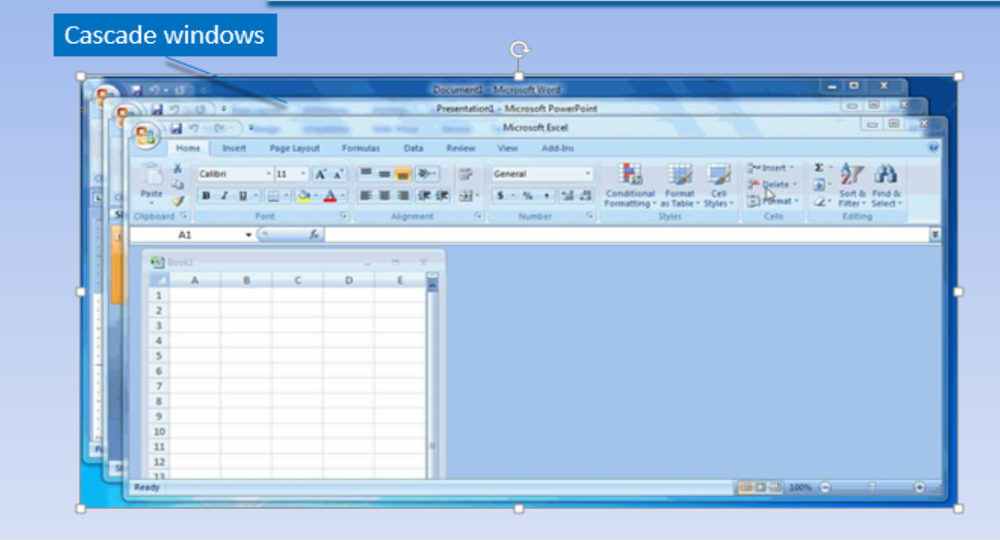 Cascade windows
Document1 - Microsoft Word
Presentation1 - Microsoft PowerPoint
Microsoft Excel
Home Insert Page Layout Formulas Data Review View Add-Ins
Calibri 11 A A General Insert
Paste B I U A $ % Conditional Formatting Format as Table Cell Styles Delete Sort & Filter Find & Select
Format
Clipboard Font Alignment Number Styles Cells Editing
A1 fx
Book1
A B C D E
1
2
3
4
5
6
7
8
9
10
11
12
13
Ready 100%